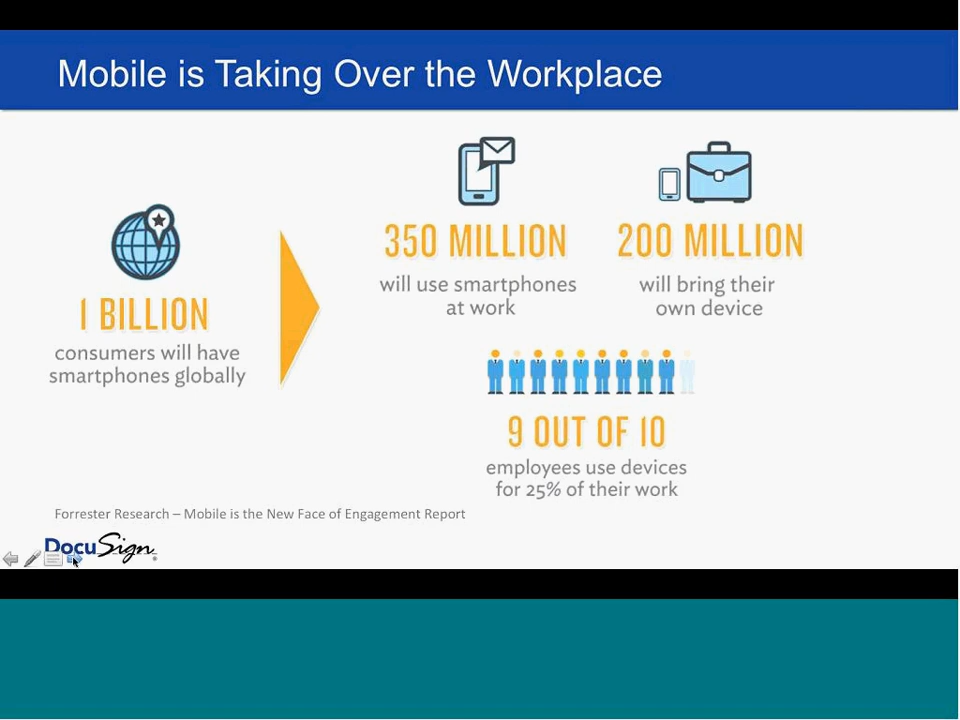 Mobile is Taking Over the Workplace
1 BILLION
consumers will have
smartphones globally
350 MILLION
will use smartphones
at work
200 MILLION
will bring their
own device
9 OUT OF 10
employees use devices
for 25% of their work
Forrester Research – Mobile is the New Face of Engagement Report
DocuSign®